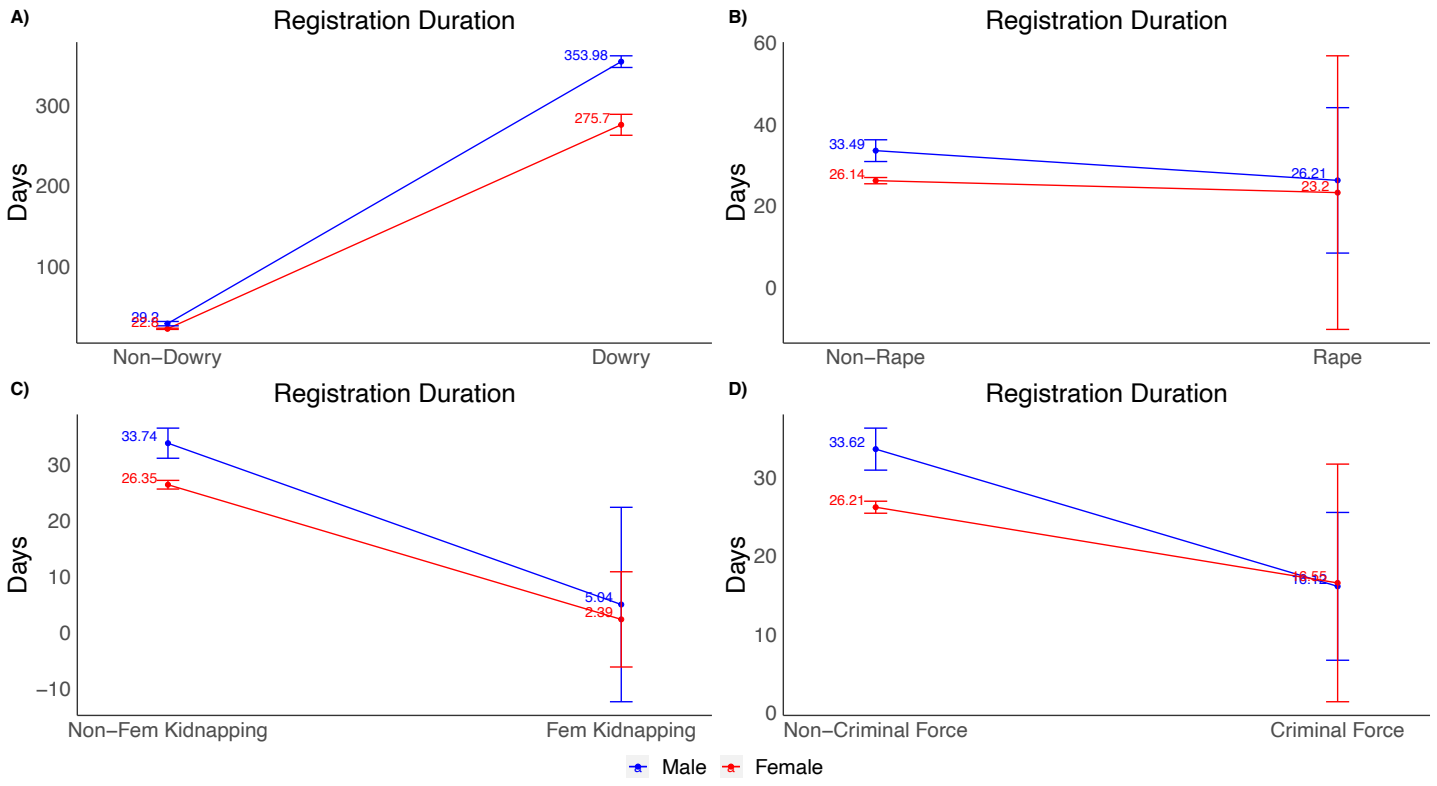 A) Registration Duration
Days
300
200
100
353.98
275.7
29.2
22.8
Non−Dowry Dowry
B) Registration Duration
Days
60
40
20
0
33.49
26.14
26.21
23.2
Non−Rape Rape
C) Registration Duration
Days
30
20
10
0
−10
33.74
26.35
5.04
2.39
Non−Fem Kidnapping Fem Kidnapping
D) Registration Duration
Days
30
20
10
0
33.62
26.21
16.55
Non−Criminal Force Criminal Force
a Male a Female